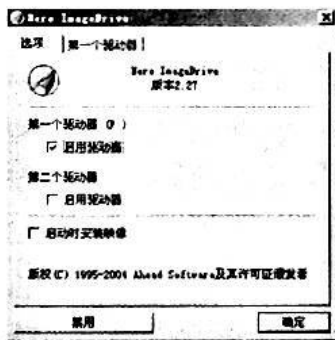 Nero ImageDrive
选项 第一个驱动器
Nero ImageDrive
版本2.27
第一个驱动器 (F )
启用驱动器
第二个驱动器
启用驱动器
启动时安装映像
版权(C) 1995-2004 Ahead Software及其许可证颁发者
禁用 确定